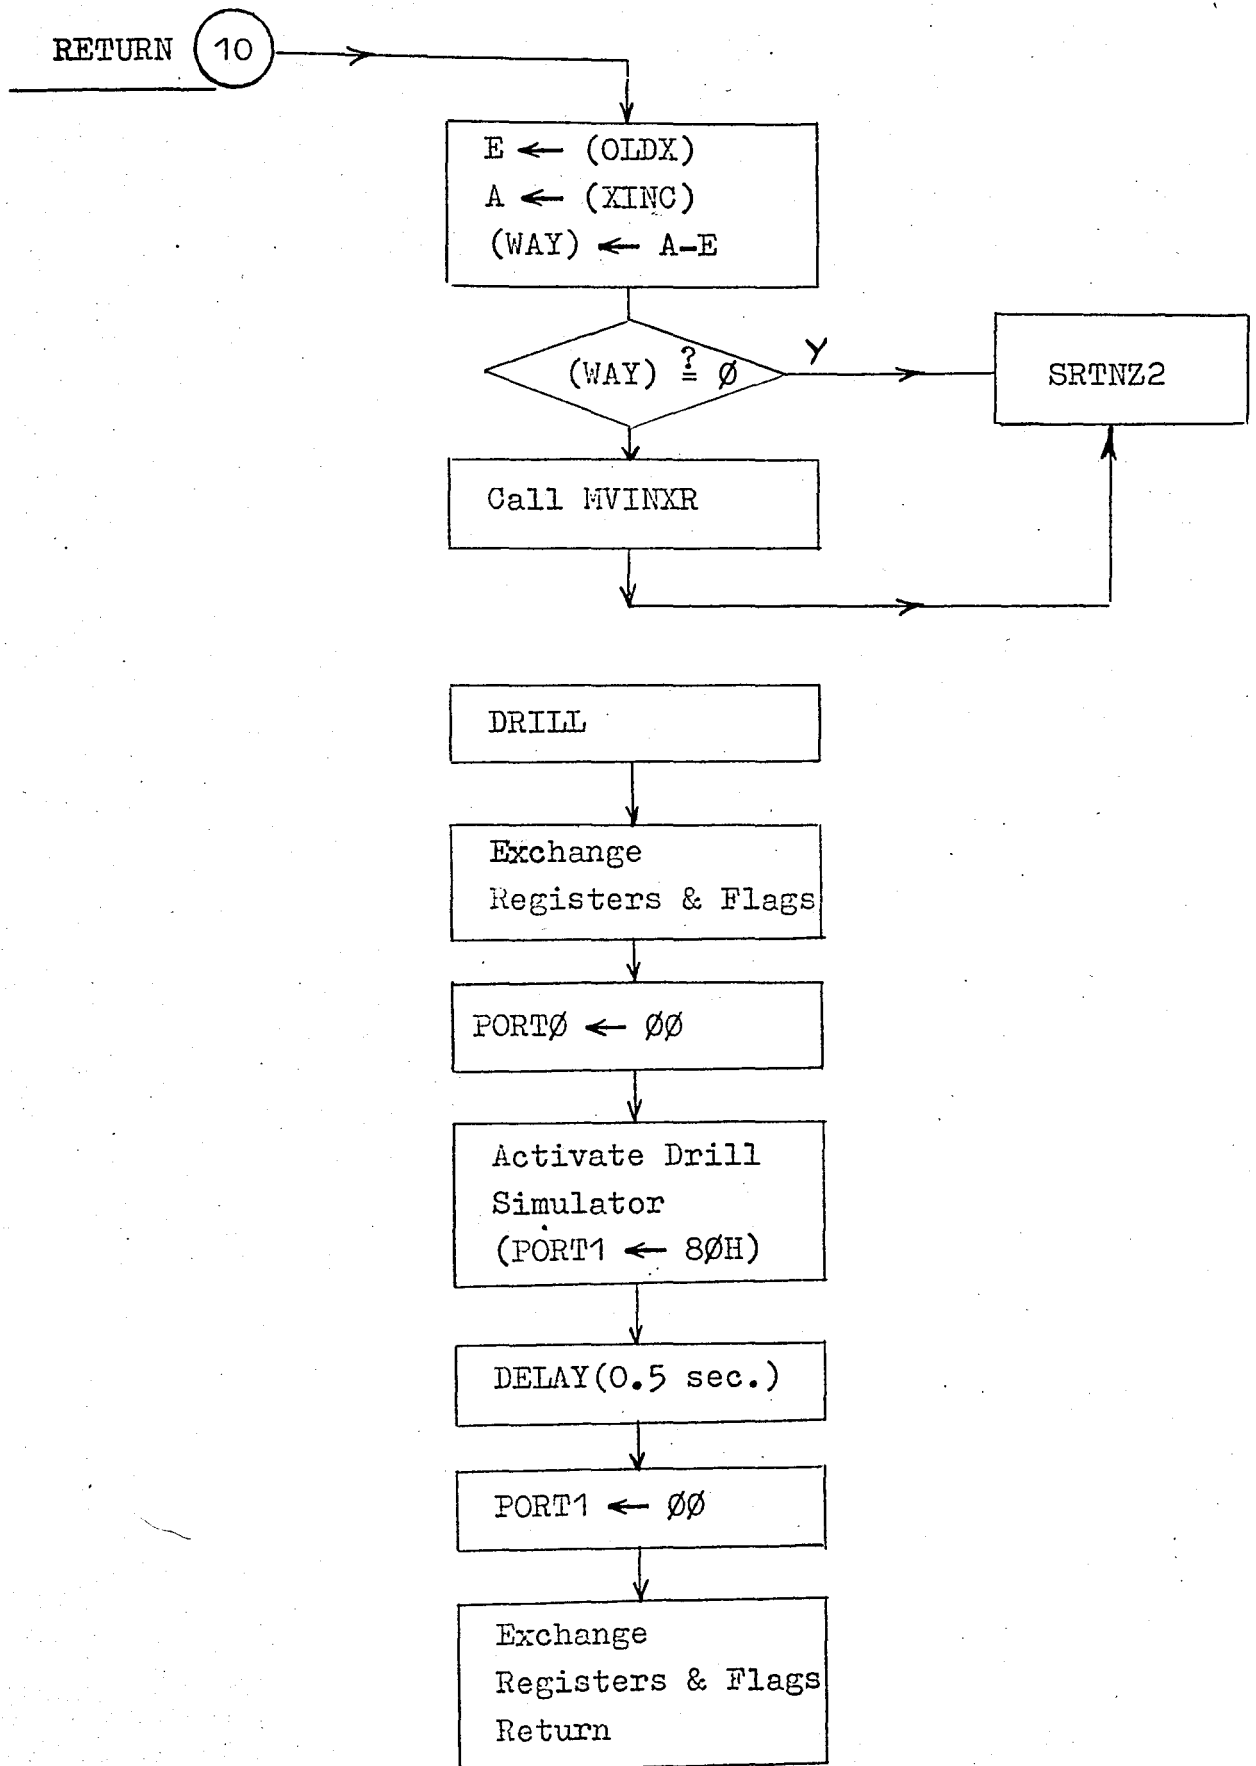 RETURN 10
E ← (OLDX)
A ← (XINC)
(WAY) ← A-E
(WAY) ≟ Ø
Y
SRTNZ2
Call MVINXR
DRILL
Exchange
Registers & Flags
PORTØ ← ØØ
Activate Drill
Simulator
(PORT1 ← 8ØH)
DELAY(0.5 sec.)
PORT1 ← ØØ
Exchange
Registers & Flags
Return